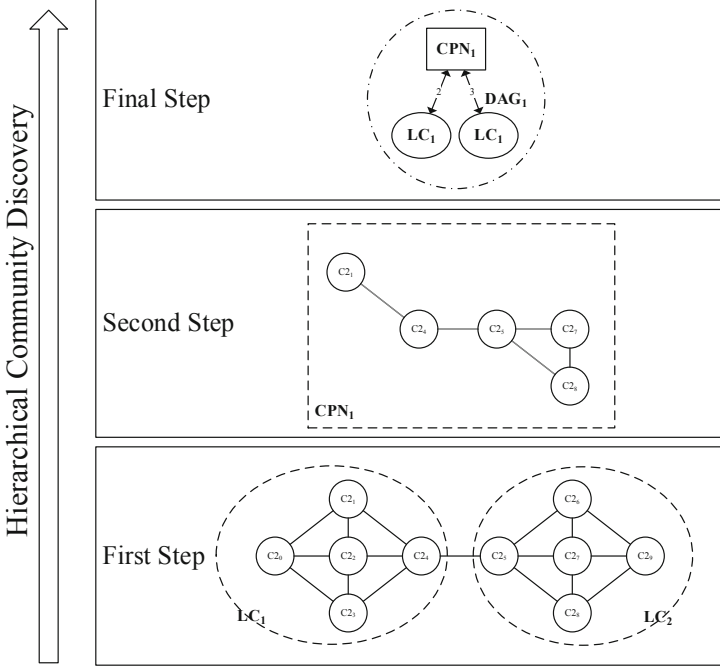 Hierarchical Community Discovery
Final Step
CPN1
2
3
DAG1
LC1
LC1
Second Step
C21
C24
C25
C27
C28
CPN1
First Step
C21
C26
C20
C22
C24
C25
C27
C29
C23
C28
LC1
LC2